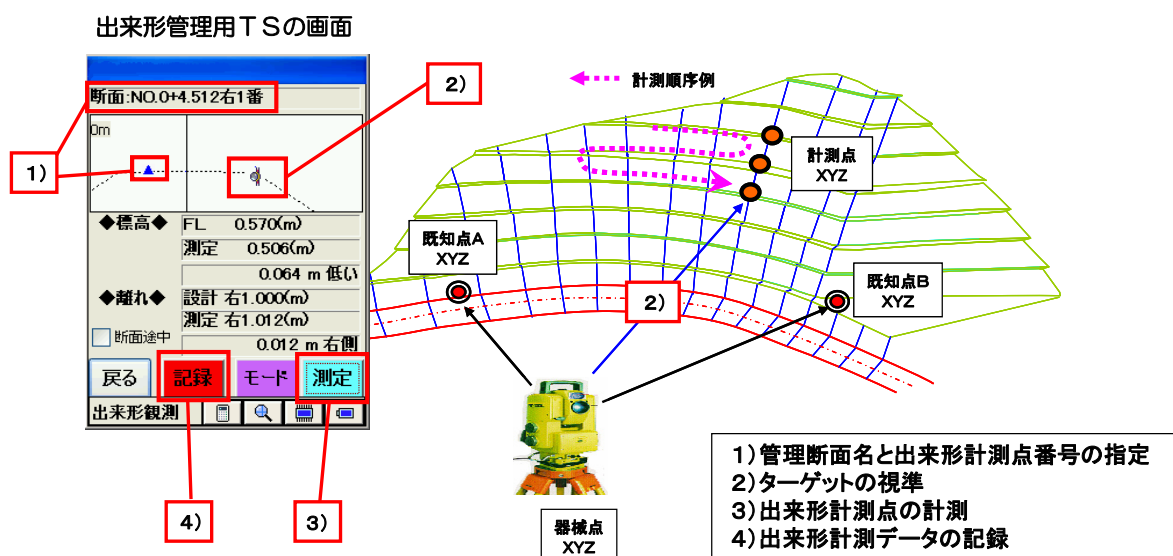 出来形管理用TSの画面
断面:NO.0+4.512右1番
0m
◆標高◆ FL 0.570(m)
測定 0.506(m)
0.064 m 低い
◆離れ◆ 設計 右1.000(m)
測定 右1.012(m)
断面途中
0.012 m 右側
戻る 記録 モード 測定
出来形観測
1)
2)
4)
3)
計測順序例
計測点
XYZ
既知点A
XYZ
既知点B
XYZ
2)
器械点
XYZ
1)管理断面名と出来形計測点番号の指定
2)ターゲットの視準
3)出来形計測点の計測
4)出来形計測データの記録